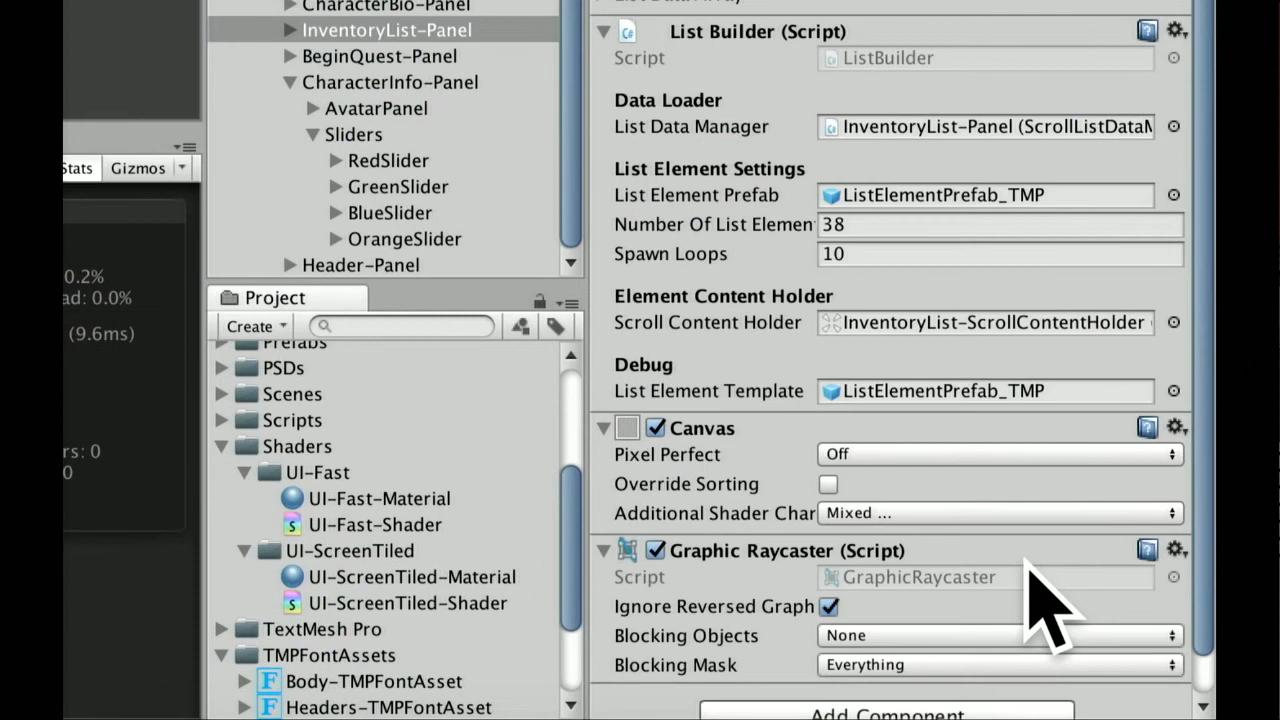 CharacterBio-Panel
InventoryList-Panel
BeginQuest-Panel
CharacterInfo-Panel
AvatarPanel
Sliders
RedSlider
GreenSlider
BlueSlider
OrangeSlider
Header-Panel
Stats
Gizmos
0.2%
ad: 0.0%
(9.6ms)
rs: 0
0
Project
Create
Prefabs
PSDs
Scenes
Scripts
Shaders
UI-Fast
UI-Fast-Material
UI-Fast-Shader
UI-ScreenTiled
UI-ScreenTiled-Material
UI-ScreenTiled-Shader
TextMesh Pro
TMPFontAssets
Body-TMPFontAsset
Headers-TMPFontAsset
List Data Array
List Builder (Script)
Script ListBuilder
Data Loader
List Data Manager InventoryList-Panel (ScrollListDataM
List Element Settings
List Element Prefab ListElementPrefab_TMP
Number Of List Elemen 38
Spawn Loops 10
Element Content Holder
Scroll Content Holder InventoryList-ScrollContentHolder (
Debug
List Element Template ListElementPrefab_TMP
Canvas
Pixel Perfect Off
Override Sorting
Additional Shader Char Mixed ...
Graphic Raycaster (Script)
Script GraphicRaycaster
Ignore Reversed Graph
Blocking Objects None
Blocking Mask Everything
Add Component